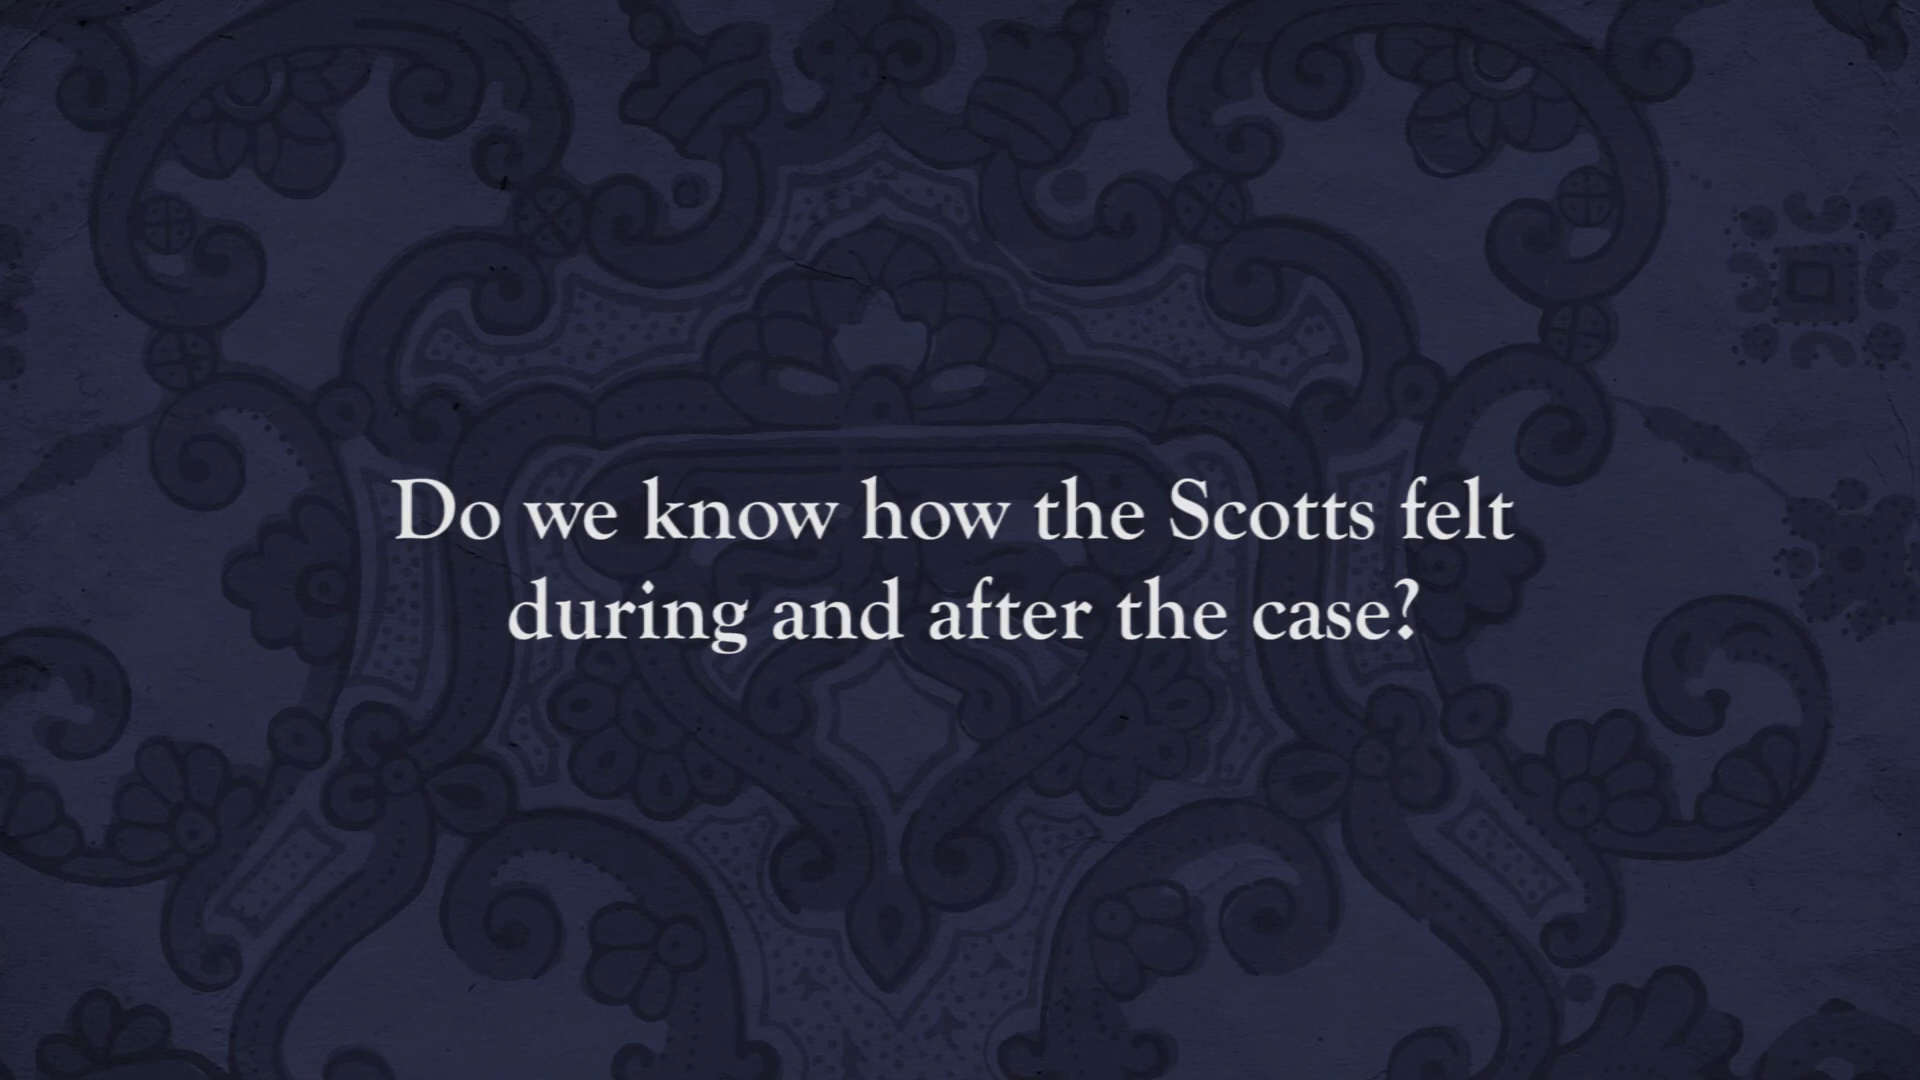 Do we know how the Scotts felt
during and after the case?